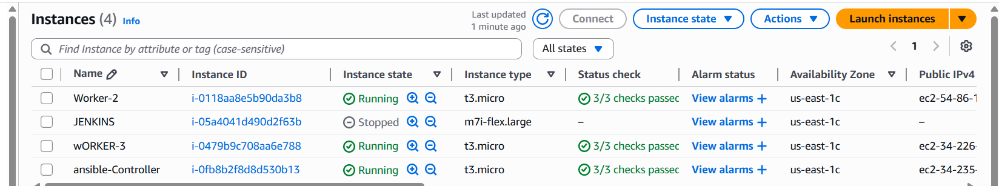 Instances (4) Info
Last updated
1 minute ago
Connect
Instance state
Actions
Launch instances
Find Instance by attribute or tag (case-sensitive)
All states
1
Name Instance ID Instance state Instance type Status check Alarm status Availability Zone Public IPv4
Worker-2 i-0118aa8e5b90da3b8 Running t3.micro 3/3 checks passed View alarms + us-east-1c ec2-54-86-1
JENKINS i-05a4041d490d2f63b Stopped m7i-flex.large – View alarms + us-east-1c –
wORKER-3 i-0479b9c708aa6e788 Running t3.micro 3/3 checks passed View alarms + us-east-1c ec2-34-226-
ansible-Controller i-0fb8b2f8d8d530b13 Running t3.micro 3/3 checks passed View alarms + us-east-1c ec2-34-235-